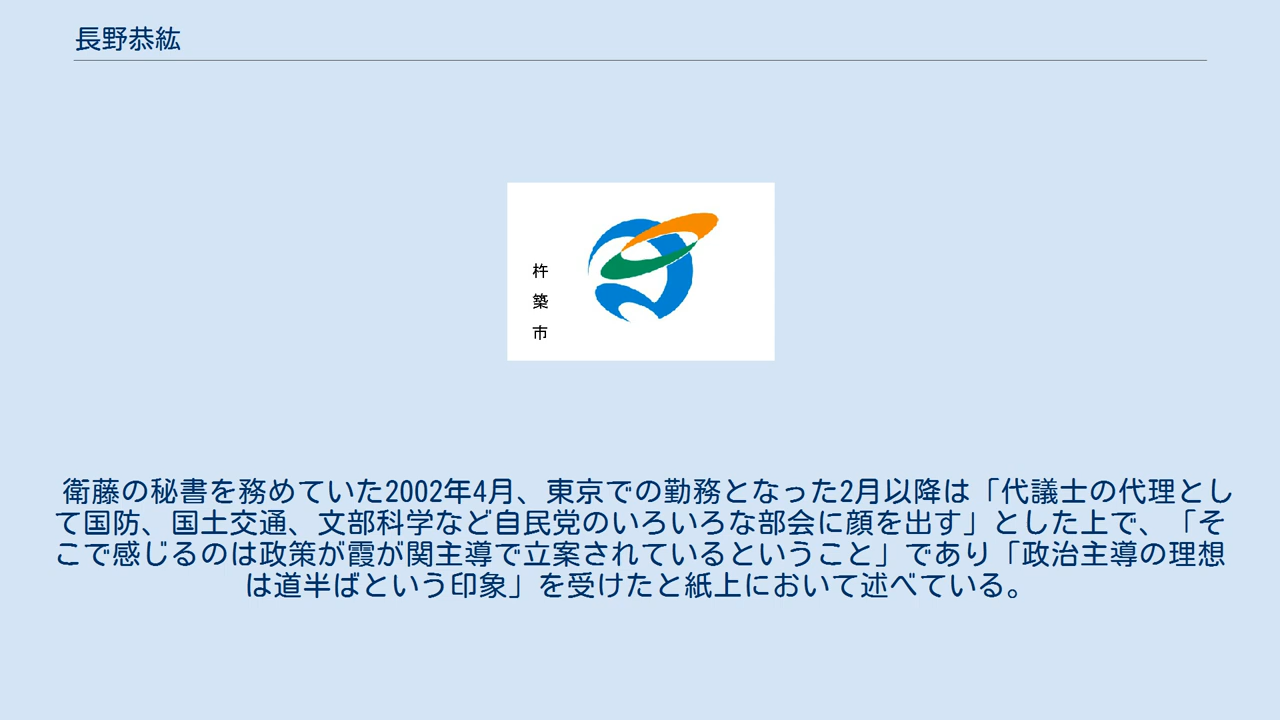 長野恭紘
杵
築
市
衛藤の秘書を務めていた2002年4月、東京での勤務となった2月以降は「代議士の代理とし
て国防、国土交通、文部科学など自民党のいろいろな部会に顔を出す」とした上で、「そ
こで感じるのは政策が霞が関主導で立案されているということ」であり「政治主導の理想
は道半ばという印象」を受けたと紙上において述べている。